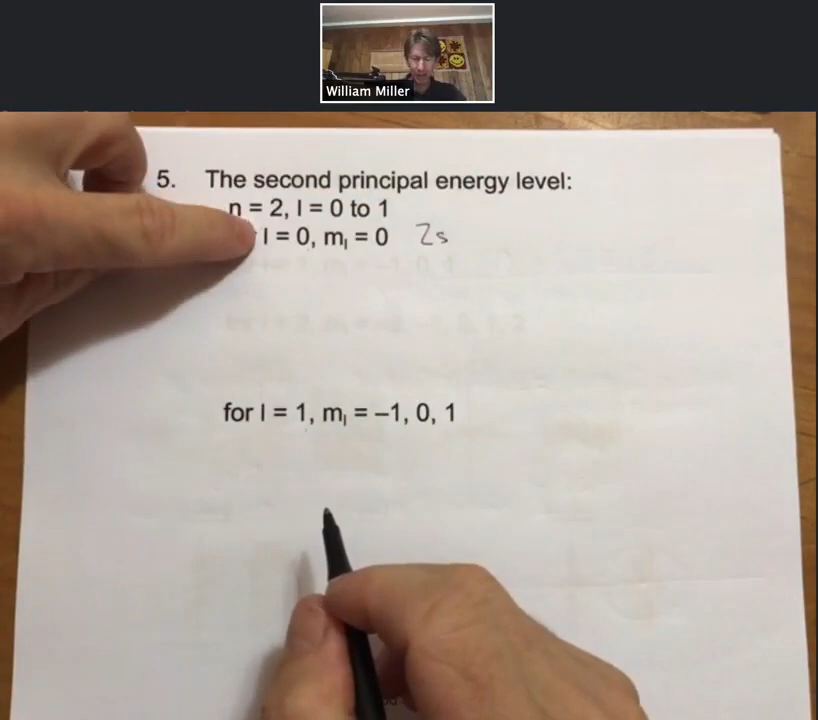 William Miller
5. The second principal energy level:
n = 2, l = 0 to 1
l = 0, mₗ = 0 2s
for l = 1, mₗ = –1, 0, 1